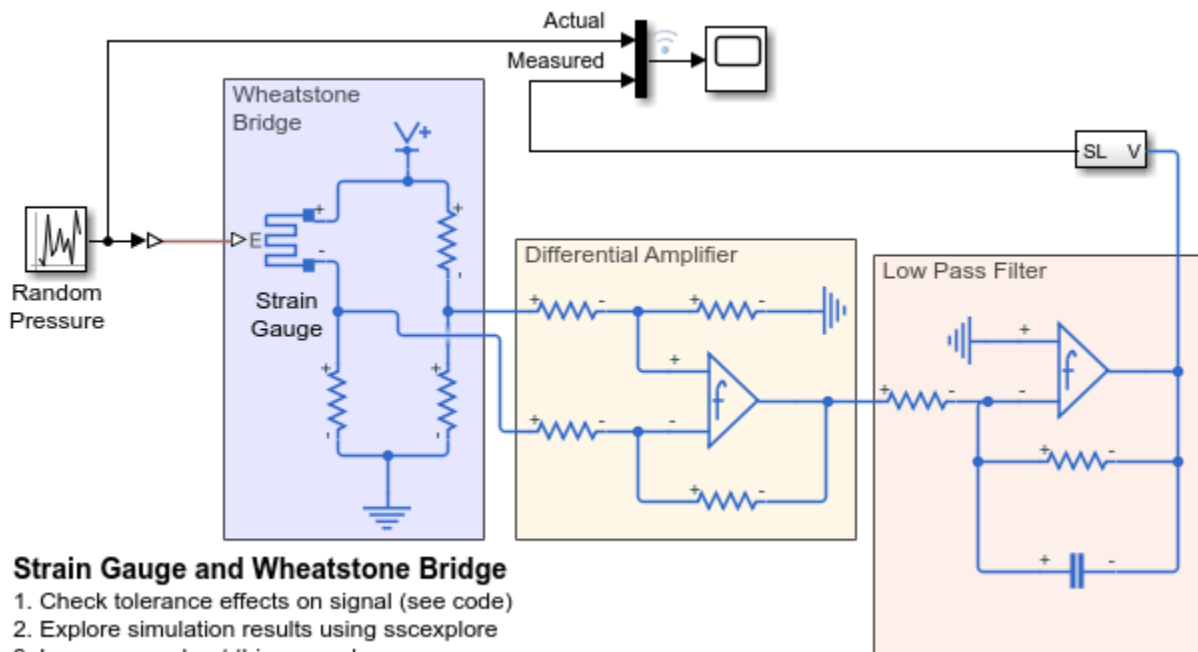 Actual
Measured
Wheatstone
Bridge
V+
SL V
E
+
-
+
'
Strain
Gauge
+
'
+
'
Random
Pressure
Differential Amplifier
+ -
+ -
+
-
f
+ -
+ -
Low Pass Filter
+
-
f
+ -
+ -
+ -
Strain Gauge and Wheatstone Bridge
1. Check tolerance effects on signal (see code)
2. Explore simulation results using sscexplore